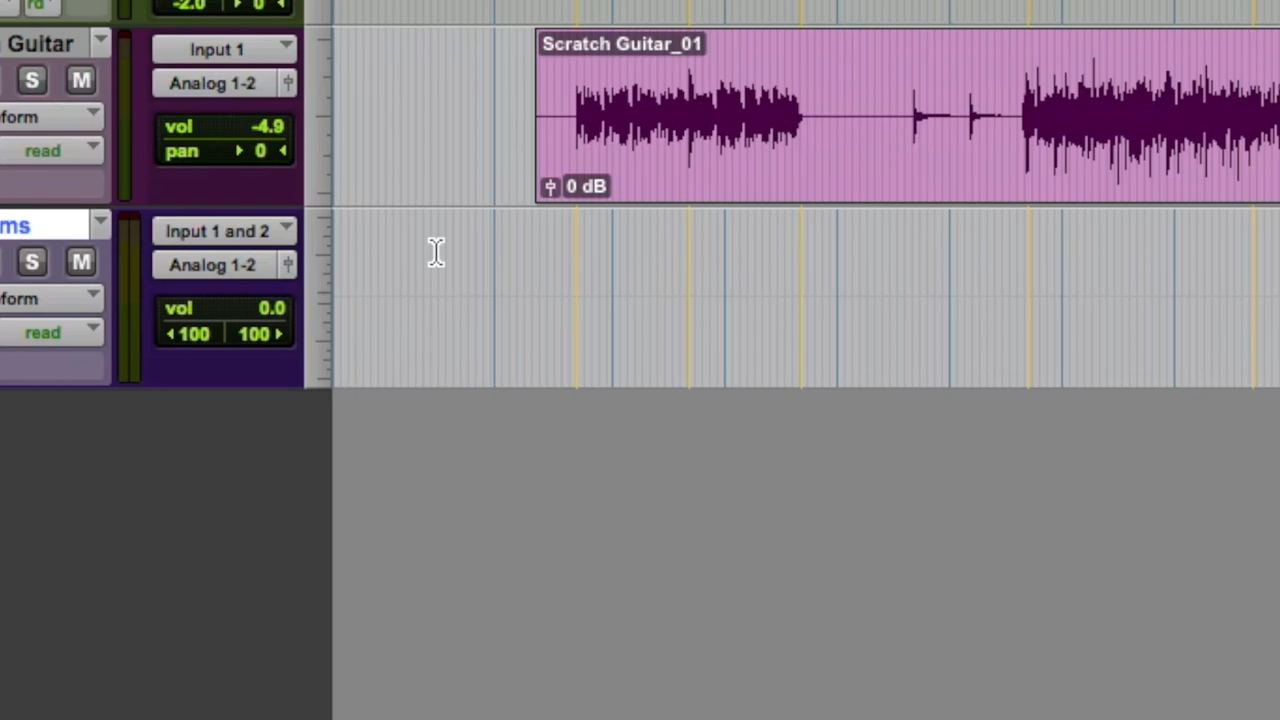 -2.0 0
rd
Guitar
Input 1
Scratch Guitar_01
S M
Analog 1-2
form
vol -4.9
read
pan 0
0 dB
ms
Input 1 and 2
S M
Analog 1-2
form
vol 0.0
read
100 100